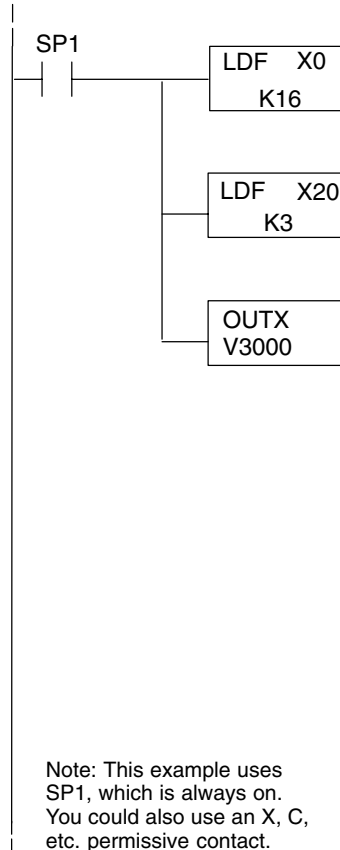 SP1
LDF X0
K16
LDF X20
K3
OUTX
V3000
Note: This example uses
SP1, which is always on.
You could also use an X, C,
etc. permissive contact.